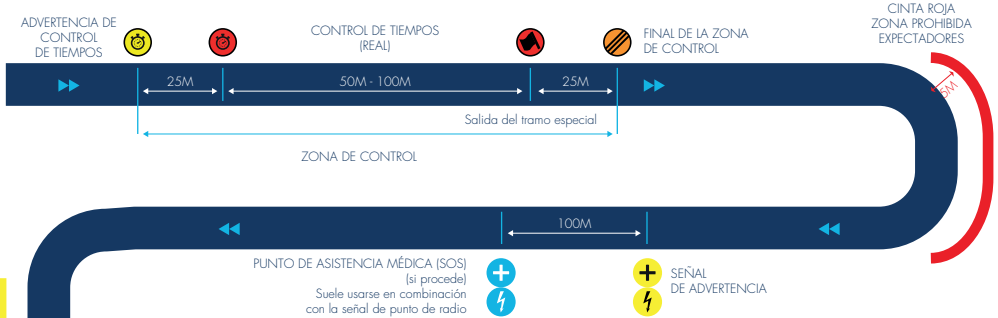 ADVERTENCIA DE
CONTROL
DE TIEMPOS
CONTROL DE TIEMPOS
(REAL)
FINAL DE LA ZONA
DE CONTROL
CINTA ROJA
ZONA PROHIBIDA
EXPECTADORES
25M
50M - 100M
25M
5M
Salida del tramo especial
ZONA DE CONTROL
100M
PUNTO DE ASISTENCIA MÉDICA (SOS)
(si procede)
Suele usarse en combinación
con la señal de punto de radio
SEÑAL
DE ADVERTENCIA